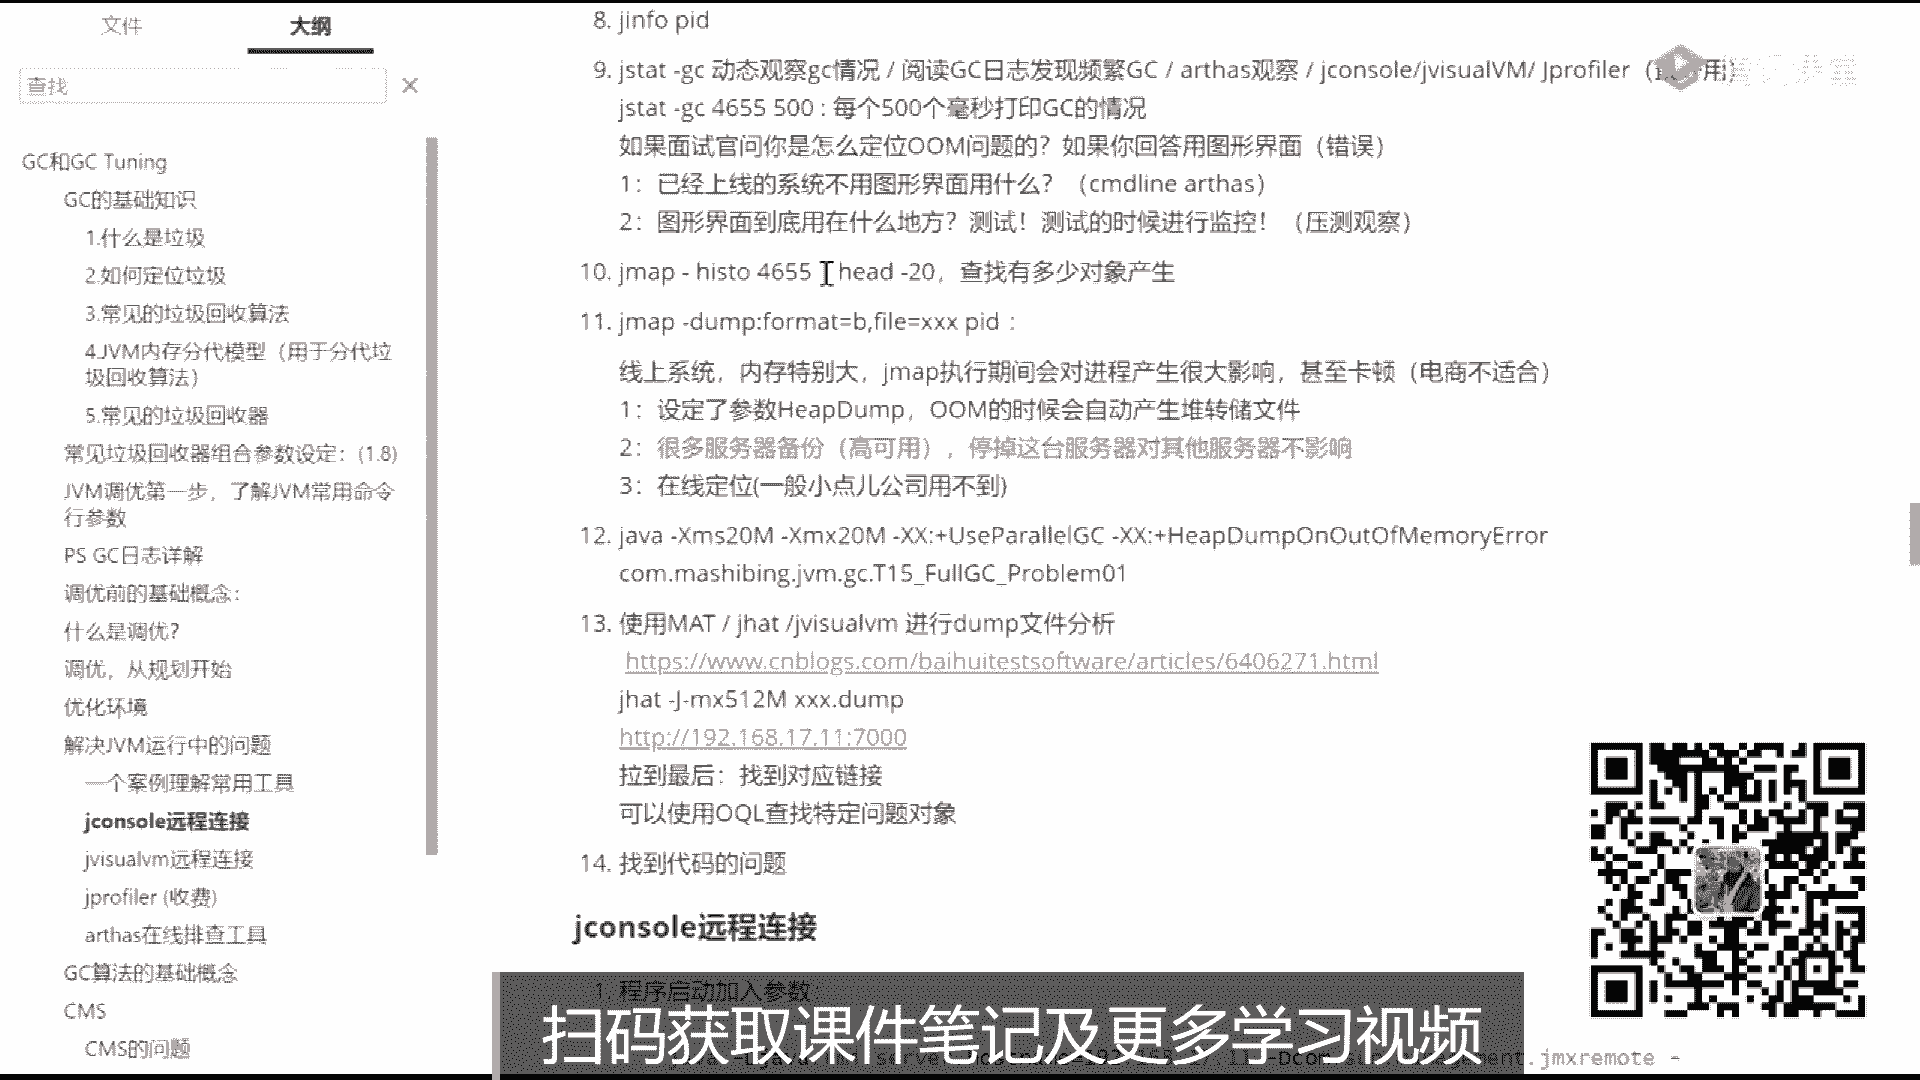 文件
大纲
查找
GC和GC Tuning
GC的基础知识
1.什么是垃圾
2.如何定位垃圾
3.常见的垃圾回收算法
4.JVM内存分代模型（用于分代垃
圾回收算法）
5.常见的垃圾回收器
常见垃圾回收器组合参数设定：(1.8)
JVM调优第一步，了解JVM常用命令
行参数
PS GC日志详解
调优前的基础概念：
什么是调优？
调优，从规划开始
优化环境
解决JVM运行中的问题
一个案例理解常用工具
jconsole远程连接
jvisualvm远程连接
jprofiler (收费)
arthas在线排查工具
GC算法的基础概念
CMS
CMS的问题
8. jinfo pid
9. jstat -gc 动态观察gc情况 / 阅读GC日志发现频繁GC / arthas观察 / jconsole/jvisualVM/ Jprofiler（
jstat -gc 4655 500 : 每个500个毫秒打印GC的情况
如果面试官问你是怎么定位OOM问题的？如果你回答用图形界面（错误）
1：已经上线的系统不用图形界面用什么？（cmdline arthas）
2：图形界面到底用在什么地方？测试！测试的时候进行监控！（压测观察）
10. jmap - histo 4655 head -20，查找有多少对象产生
11. jmap -dump:format=b,file=xxx pid ：
线上系统，内存特别大，jmap执行期间会对进程产生很大影响，甚至卡顿（电商不适合）
1：设定了参数HeapDump，OOM的时候会自动产生堆转储文件
2：很多服务器备份（高可用），停掉这台服务器对其他服务器不影响
3：在线定位(一般小点儿公司用不到)
12. java -Xms20M -Xmx20M -XX:+UseParallelGC -XX:+HeapDumpOnOutOfMemoryError
com.mashibing.jvm.gc.T15_FullGC_Problem01
13. 使用MAT / jhat /jvisualvm 进行dump文件分析
https://www.cnblogs.com/baihuitestsoftware/articles/6406271.html
jhat -J-mx512M xxx.dump
http://192.168.17.11:7000
拉到最后：找到对应链接
可以使用OQL查找特定问题对象
14. 找到代码的问题
jconsole远程连接
1. 程序启动加入参数：
扫码获取课件笔记及更多学习视频